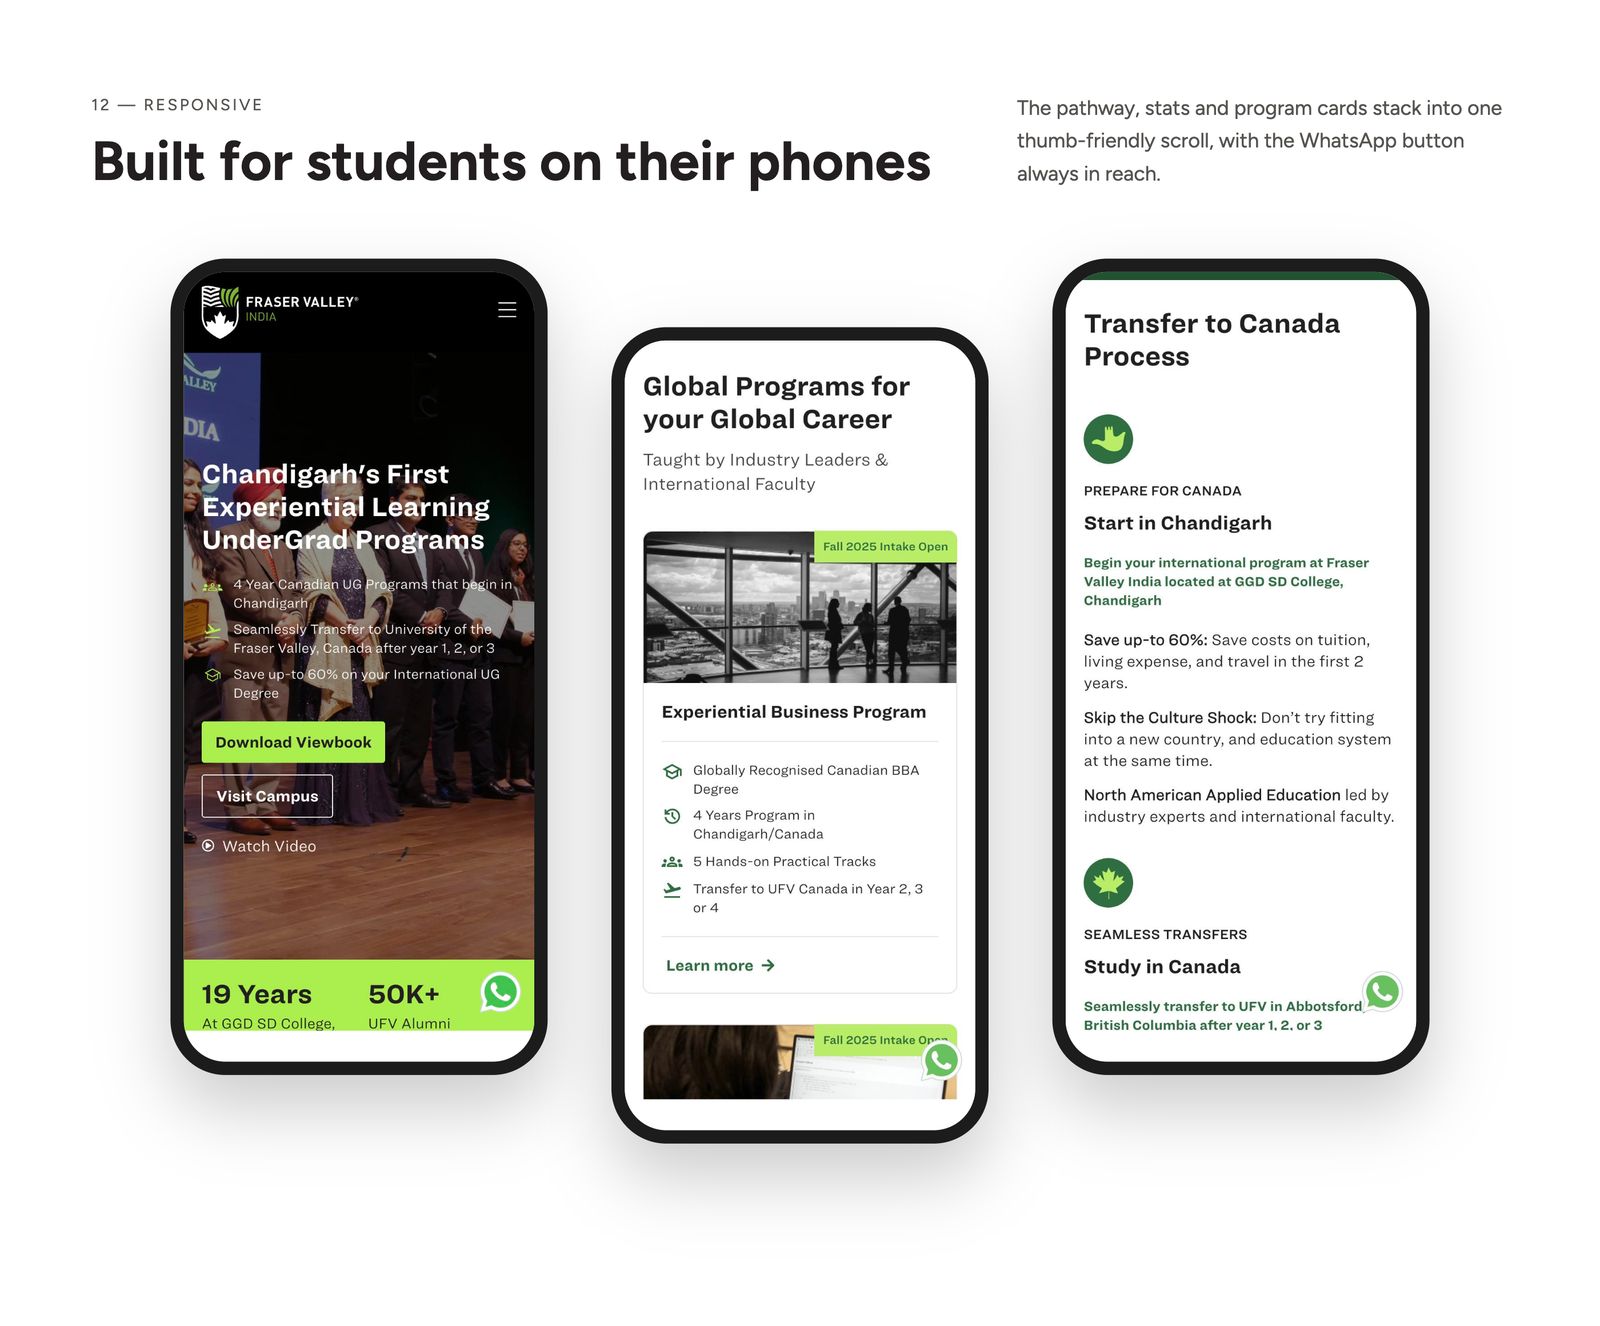 12 — RESPONSIVE
Built for students on their phones
The pathway, stats and program cards stack into one
thumb-friendly scroll, with the WhatsApp button
always in reach.
FRASER VALLEY®
INDIA
ALLEY
DIA
Chandigarh's First
Experiential Learning
UnderGrad Programs
4 Year Canadian UG Programs that begin in
Chandigarh
Seamlessly Transfer to University of the
Fraser Valley, Canada after year 1, 2, or 3
Save up-to 60% on your International UG
Degree
Download Viewbook
Visit Campus
Watch Video
19 Years
At GGD SD College,
50K+
UFV Alumni
Global Programs for
your Global Career
Taught by Industry Leaders &
International Faculty
Fall 2025 Intake Open
Experiential Business Program
Globally Recognised Canadian BBA
Degree
4 Years Program in
Chandigarh/Canada
5 Hands-on Practical Tracks
Transfer to UFV Canada in Year 2, 3
or 4
Learn more →
Fall 2025 Intake Open
Transfer to Canada
Process
PREPARE FOR CANADA
Start in Chandigarh
Begin your international program at Fraser
Valley India located at GGD SD College,
Chandigarh
Save up-to 60%: Save costs on tuition,
living expense, and travel in the first 2
years.
Skip the Culture Shock: Don't try fitting
into a new country, and education system
at the same time.
North American Applied Education led by
industry experts and international faculty.
SEAMLESS TRANSFERS
Study in Canada
Seamlessly transfer to UFV in Abbotsford,
British Columbia after year 1, 2, or 3